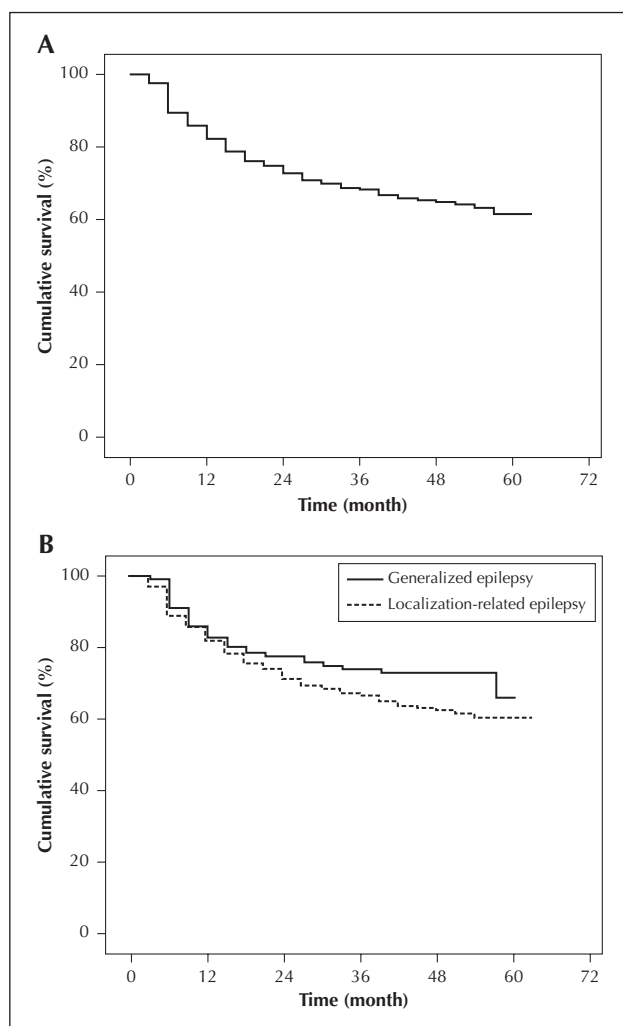 A
100
80
60
40
20
0
Cumulative survival (%)
0 12 24 36 48 60 72
Time (month)
B
Generalized epilepsy
Localization-related epilepsy
100
80
60
40
20
0
Cumulative survival (%)
0 12 24 36 48 60 72
Time (month)